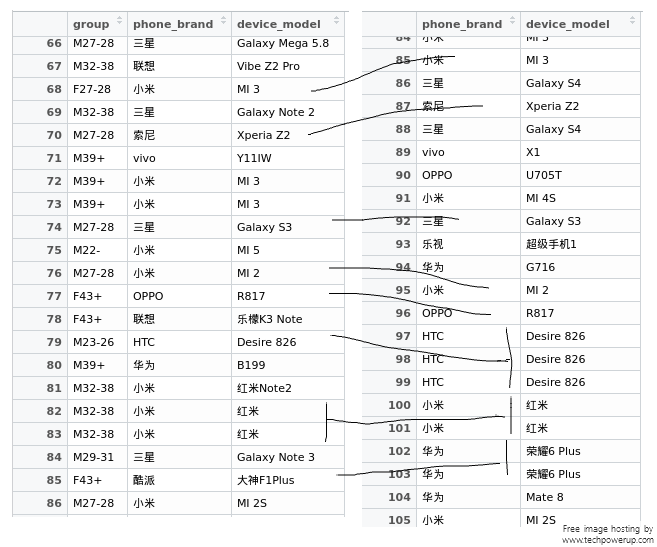 group phone_brand device_model
66 M27-28 三星 Galaxy Mega 5.8
67 M32-38 联想 Vibe Z2 Pro
68 F27-28 小米 MI 3
69 M32-38 三星 Galaxy Note 2
70 M27-28 索尼 Xperia Z2
71 M39+ vivo Y11IW
72 M39+ 小米 MI 3
73 M39+ 小米 MI 3
74 M27-28 三星 Galaxy S3
75 M22- 小米 MI 5
76 M27-28 小米 MI 2
77 F43+ OPPO R817
78 F43+ 联想 乐檬K3 Note
79 M23-26 HTC Desire 826
80 M39+ 华为 B199
81 M32-38 小米 红米Note2
82 M32-38 小米 红米
83 M32-38 小米 红米
84 M29-31 三星 Galaxy Note 3
85 F43+ 酷派 大神F1Plus
86 M27-28 小米 MI 2S
phone_brand device_model
84 小米 MI 3
85 小米 MI 3
86 三星 Galaxy S4
87 索尼 Xperia Z2
88 三星 Galaxy S4
89 vivo X1
90 OPPO U705T
91 小米 MI 4S
92 三星 Galaxy S3
93 乐视 超级手机1
94 华为 G716
95 小米 MI 2
96 OPPO R817
97 HTC Desire 826
98 HTC Desire 826
99 HTC Desire 826
100 小米 红米
101 小米 红米
102 华为 荣耀6 Plus
103 华为 荣耀6 Plus
104 华为 Mate 8
105 小米 MI 2S
Free image hosting by
www.techpowerup.com